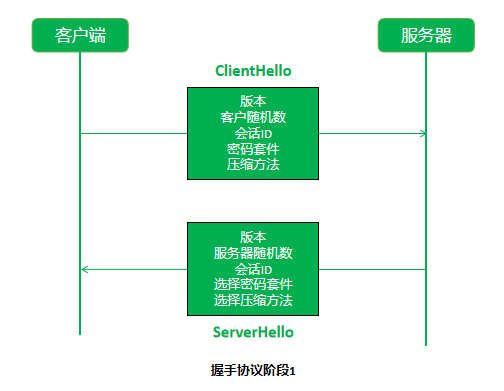 客户端
服务器
ClientHello
版本
客户随机数
会话ID
密码套件
压缩方法
版本
服务器随机数
会话ID
选择密码套件
选择压缩方法
ServerHello
握手协议阶段1